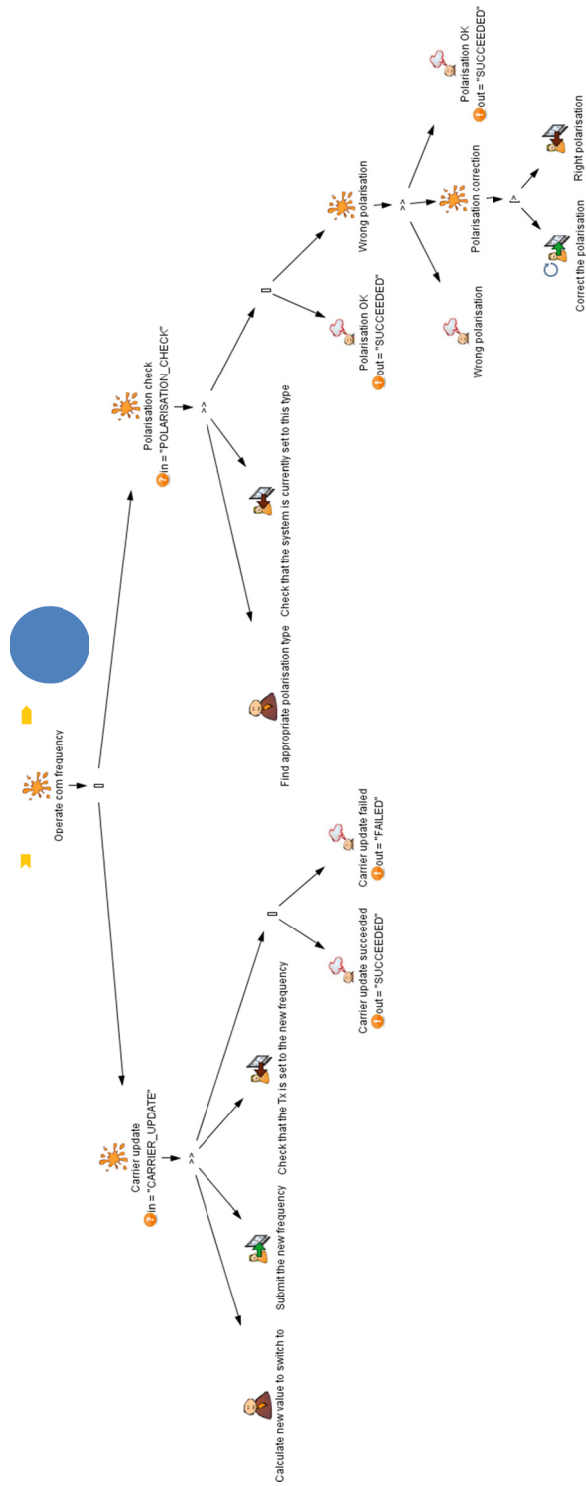 Operate com frequency
Carrier update
in = "CARRIER_UPDATE"
Polarisation check
in = "POLARISATION_CHECK"
>>
>>
Calculate new value to switch to
Submit the new frequency
Check that the Tx is set to the new frequency
[]
[]
Find appropriate polarisation type
Check that the system is currently set to this type
[]
Carrier update succeeded
out = "SUCCEEDED"
Carrier update failed
out = "FAILED"
Polarisation OK
out = "SUCCEEDED"
Wrong polarisation
>>
Wrong polarisation
Polarisation correction
Polarisation OK
out = "SUCCEEDED"
[>
Correct the polarisation
Right polarisation